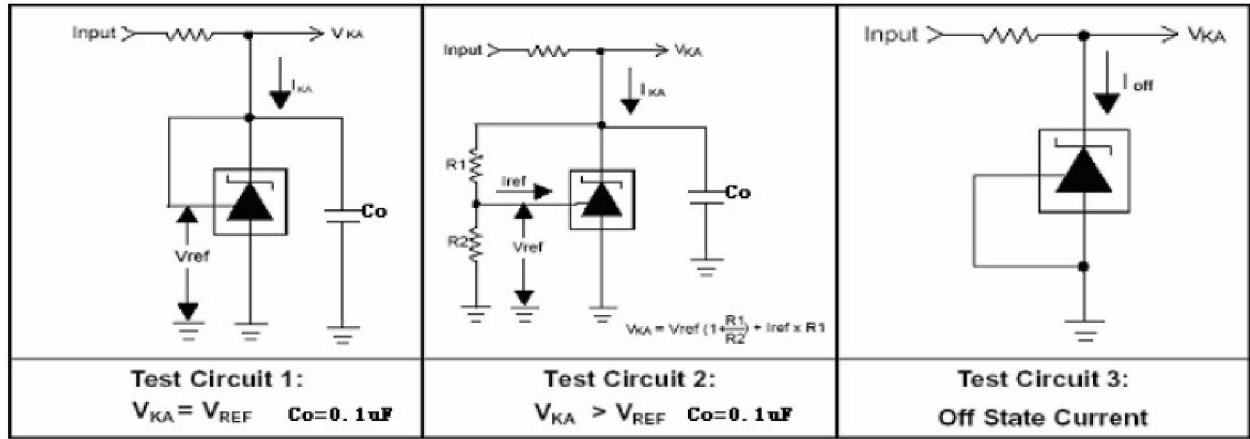 Input VKA
IKA
Co
Vref
Test Circuit 1:
VKA = VREF Co=0.1uF
Input VKA
IKA
R1
Iref
Co
R2
Vref
VKA = Vref (1+R1/R2) + Iref x R1
Test Circuit 2:
VKA > VREF Co=0.1uF
Input VKA
I off
Test Circuit 3:
Off State Current